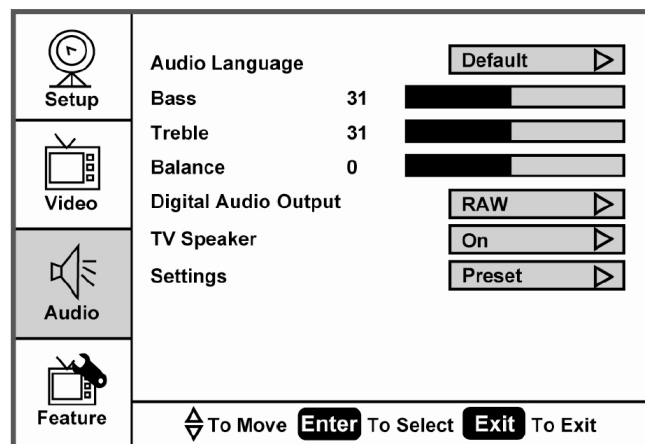 Setup
Video
Audio
Feature
Audio Language Default
Bass 31
Treble 31
Balance 0
Digital Audio Output RAW
TV Speaker On
Settings Preset
To Move Enter To Select Exit To Exit